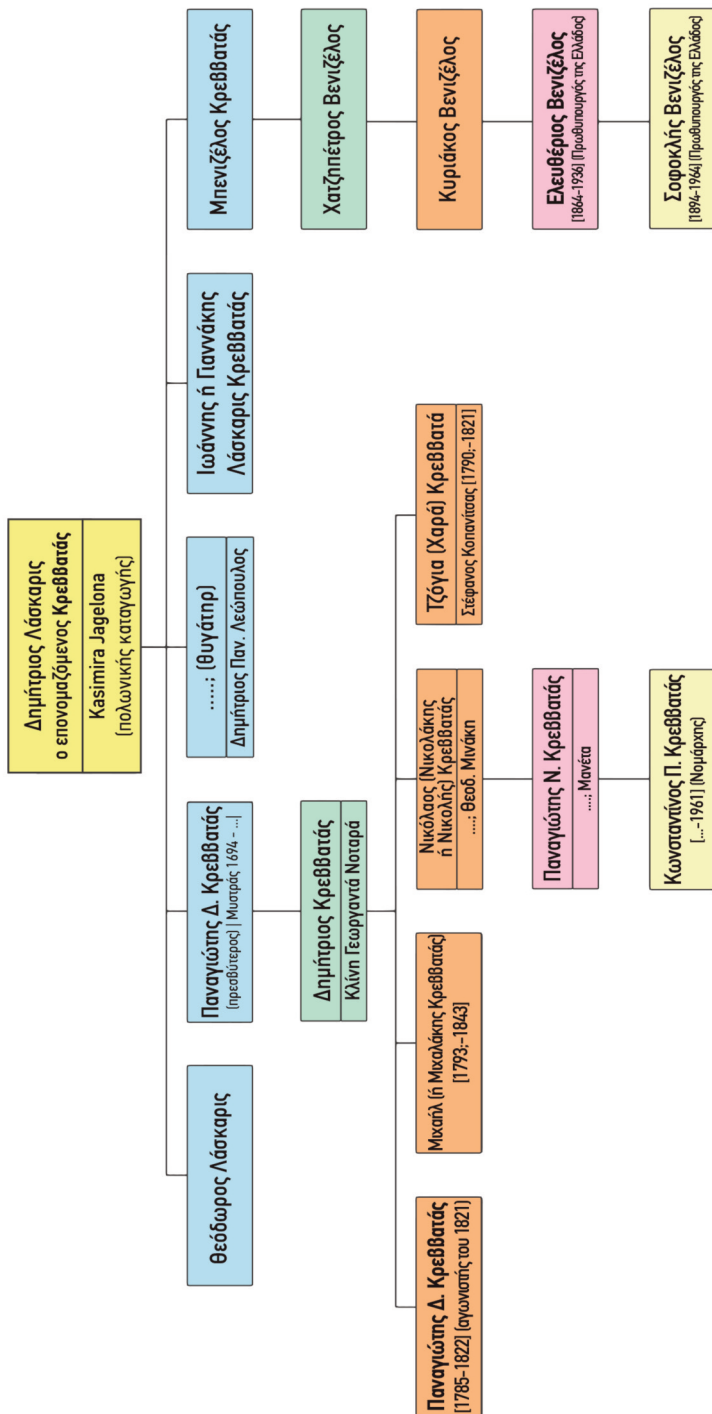 Δημήτριος Λάσκαρις
ο επονομαζόμενος Κρεββατάς
Kasimira Jagelona
(πολωνικής καταγωγής)
Θεόδωρος Λάσκαρις
Παναγιώτης Δ. Κρεββατάς
(πρεσβύτερος) | Μυστράς 1694 – ...|
.....; (Θυγάτηρ)
Δημήτριος Παν. Λεώπουλος
Ιωάννης ή Γιαννάκης
Λάσκαρις Κρεββατάς
Μπενιζέλος Κρεββατάς
Δημήτριος Κρεββατάς
Κλίνη Γεωργαντά Νοταρά
Χατζηπέτρος Βενιζέλος
Παναγιώτης Δ. Κρεββατάς
[1785-1822] (αγωνιστής του 1821)
Μιχαήλ (ή Μιχαλάκης Κρεββατάς)
[1793;-1843]
Νικόλαος (Νικολάκης
ή Νικολής) Κρεββατάς
....; Θεοδ. Μινάκη
Τζόγια (Χαρά) Κρεββατά
Στέφανος Κοπανίτσας [1790;-1821]
Κυριάκος Βενιζέλος
Παναγιώτης Ν. Κρεββατάς
....; Μανέτα
Ελευθέριος Βενιζέλος
[1864-1936] (Πρωθυπουργός της Ελλάδος)
Κωνσταντίνος Π. Κρεββατάς
[...-1961] (Νομάρχης)
Σοφοκλής Βενιζέλος
[1894-1964] (Πρωθυπουργός της Ελλάδος)